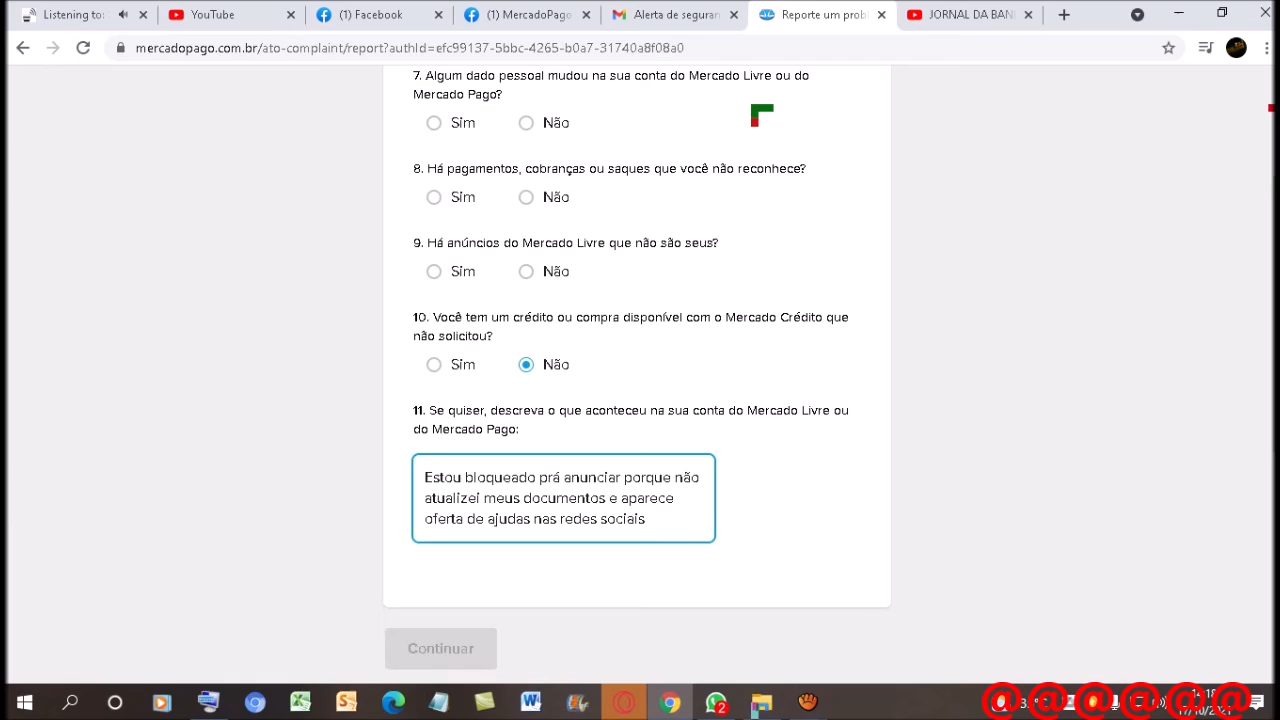 Listening to:
YouTube
(1) Facebook
(1) MercadoPago
Alerta de seguran
Reporte um probl
JORNAL DA BAN
mercadopago.com.br/ato-complaint/report?authId=efc99137-5bbc-4265-b0a7-31740a8f08a0
7. Algum dado pessoal mudou na sua conta do Mercado Livre ou do
Mercado Pago?
Sim Não
8. Há pagamentos, cobranças ou saques que você não reconhece?
Sim Não
9. Há anúncios do Mercado Livre que não são seus?
Sim Não
10. Você tem um crédito ou compra disponível com o Mercado Crédito que
não solicitou?
Sim Não
11. Se quiser, descreva o que aconteceu na sua conta do Mercado Livre ou
do Mercado Pago:
Estou bloqueado prá anunciar porque não
atualizei meus documentos e aparece
oferta de ajudas nas redes sociais
Continuar
2
@@@@@@